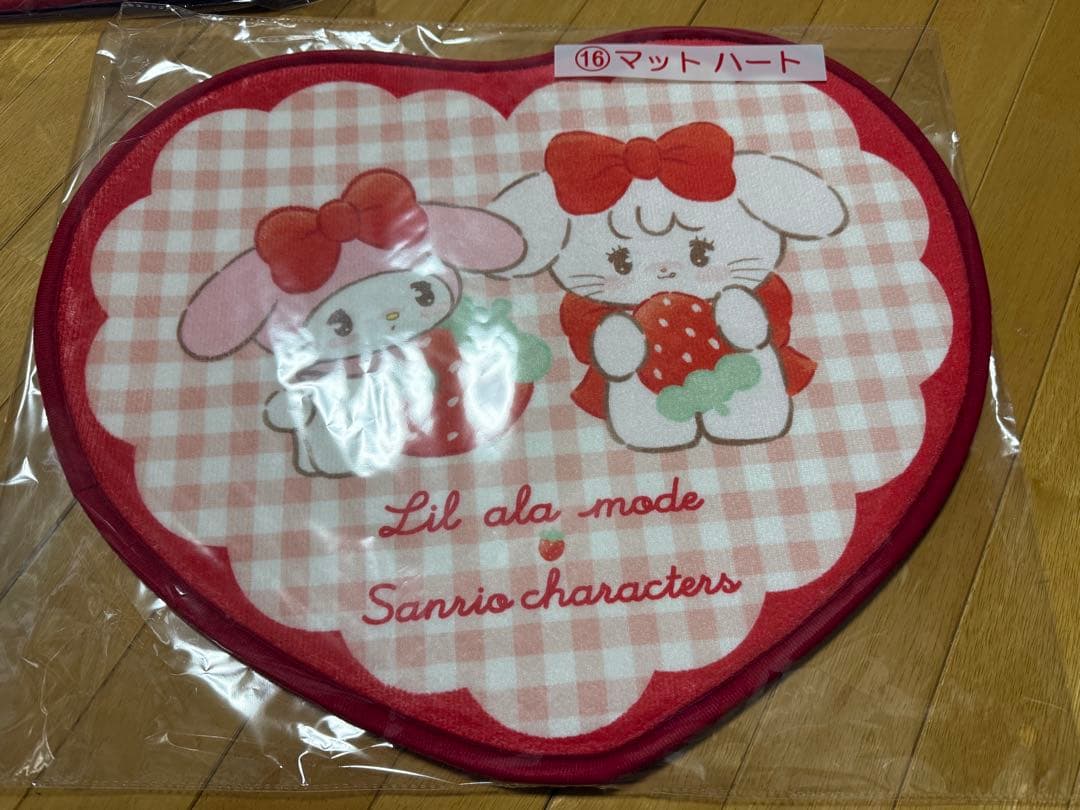 ⑯マット ハート
Lil ala mode
Sanrio characters